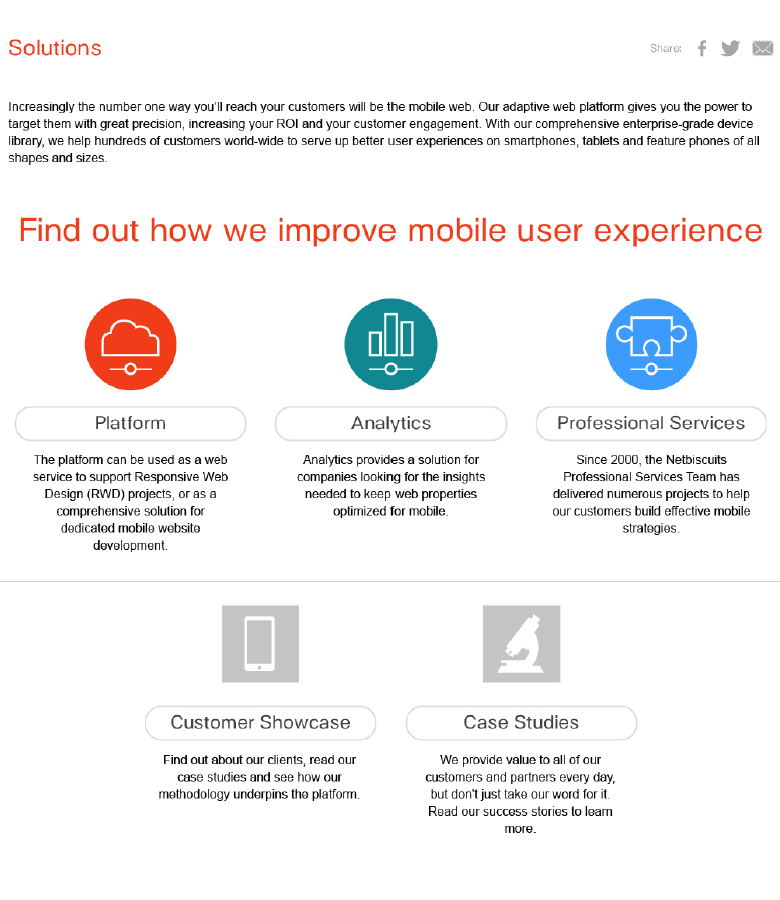 Solutions
Share:
Increasingly the number one way you'll reach your customers will be the mobile web. Our adaptive web platform gives you the power to
target them with great precision, increasing your ROI and your customer engagement. With our comprehensive enterprise-grade device
library, we help hundreds of customers world-wide to serve up better user experiences on smartphones, tablets and feature phones of all
shapes and sizes.
Find out how we improve mobile user experience
Platform
The platform can be used as a web
service to support Responsive Web
Design (RWD) projects, or as a
comprehensive solution for
dedicated mobile website
development.
Analytics
Analytics provides a solution for
companies looking for the insights
needed to keep web properties
optimized for mobile.
Professional Services
Since 2000, the Netbiscuits
Professional Services Team has
delivered numerous projects to help
our customers build effective mobile
strategies.
Customer Showcase
Find out about our clients, read our
case studies and see how our
methodology underpins the platform.
Case Studies
We provide value to all of our
customers and partners every day,
but don't just take our word for it.
Read our success stories to learn
more.